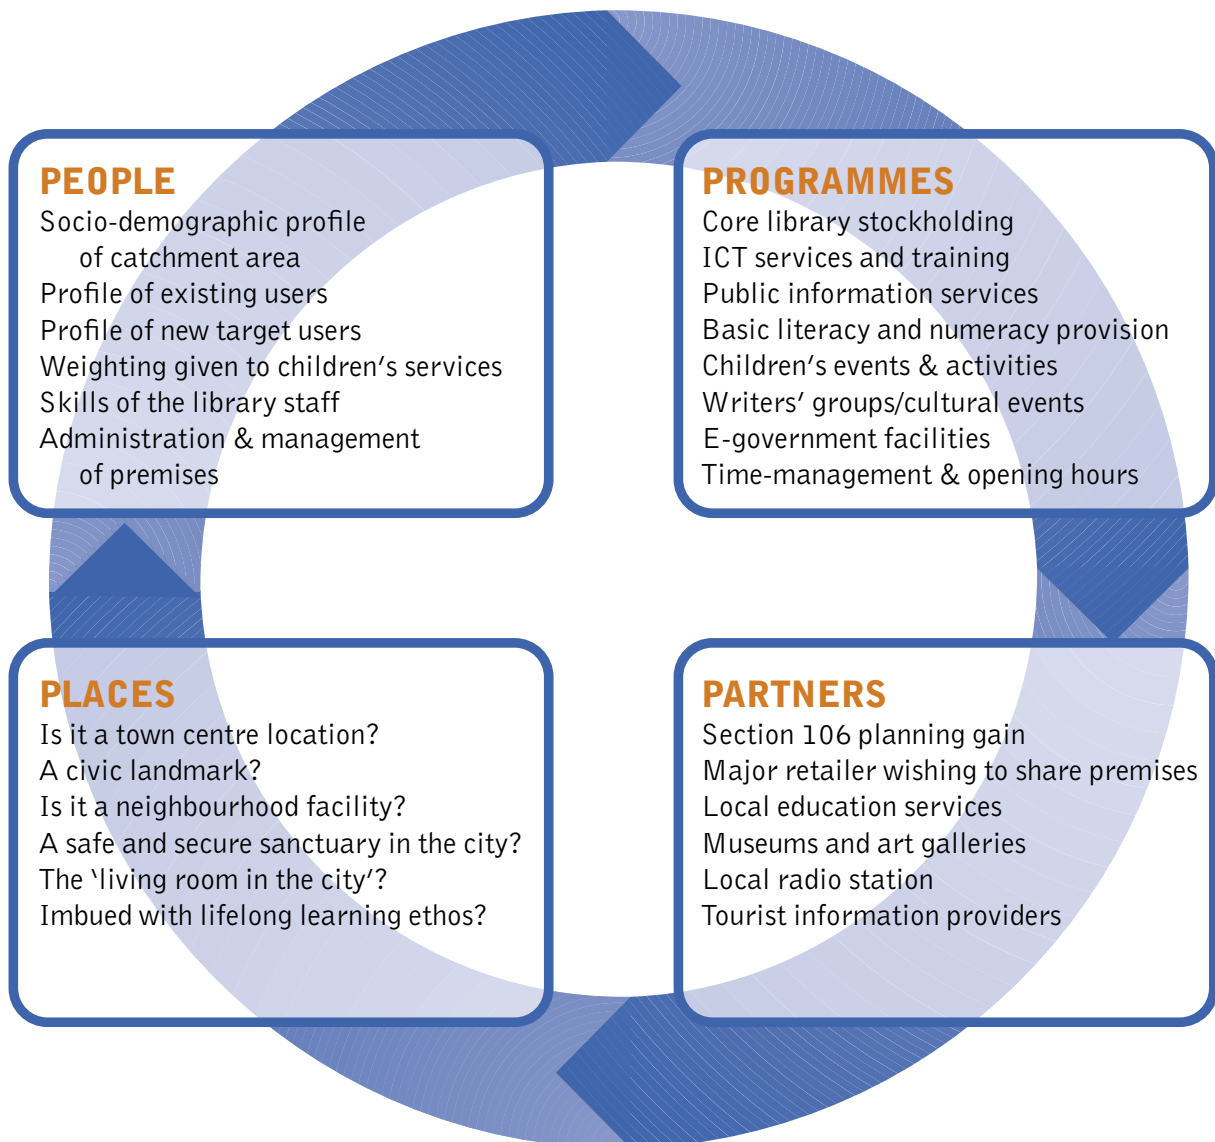 PEOPLE
Socio-demographic profile
of catchment area
Profile of existing users
Profile of new target users
Weighting given to children’s services
Skills of the library staff
Administration & management
of premises
PROGRAMMES
Core library stockholding
ICT services and training
Public information services
Basic literacy and numeracy provision
Children’s events & activities
Writers’ groups/cultural events
E-government facilities
Time-management & opening hours
PLACES
Is it a town centre location?
A civic landmark?
Is it a neighbourhood facility?
A safe and secure sanctuary in the city?
The ‘living room in the city’?
Imbued with lifelong learning ethos?
PARTNERS
Section 106 planning gain
Major retailer wishing to share premises
Local education services
Museums and art galleries
Local radio station
Tourist information providers